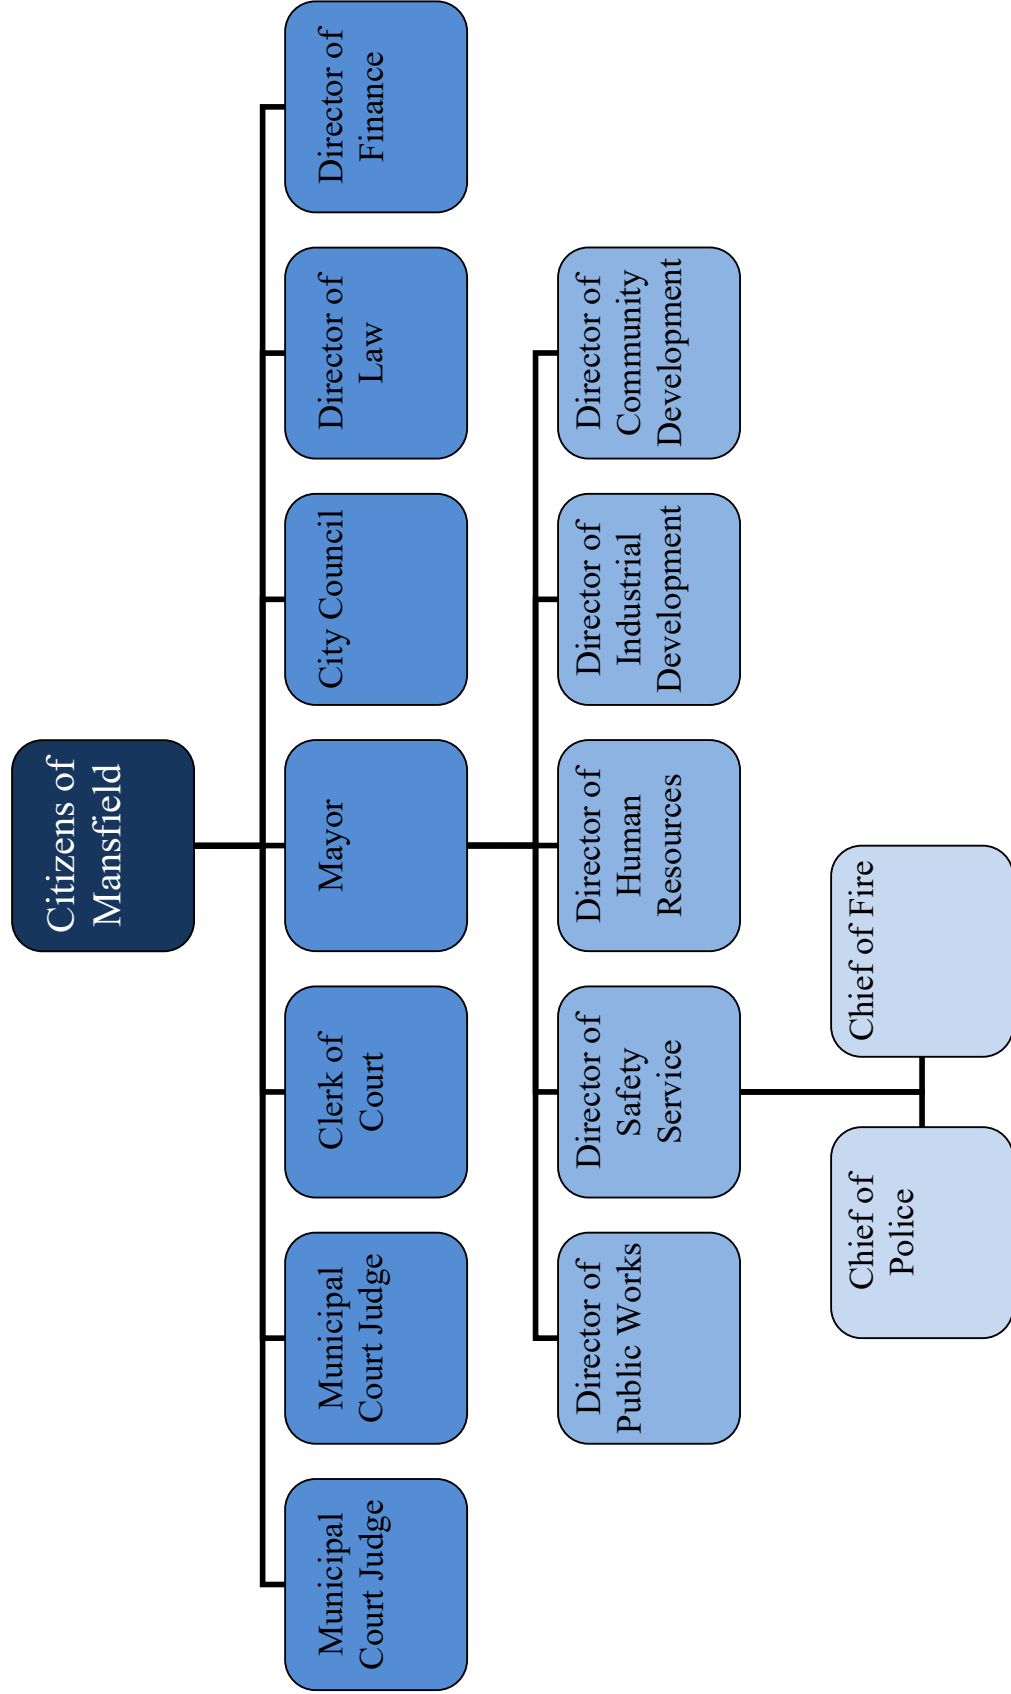 Citizens of
Mansfield
Municipal
Court Judge
Municipal
Court Judge
Clerk of
Court
Mayor
City Council
Director of
Law
Director of
Finance
Director of
Public Works
Director of
Safety
Service
Director of
Human
Resources
Director of
Industrial
Development
Director of
Community
Development
Chief of
Police
Chief of Fire